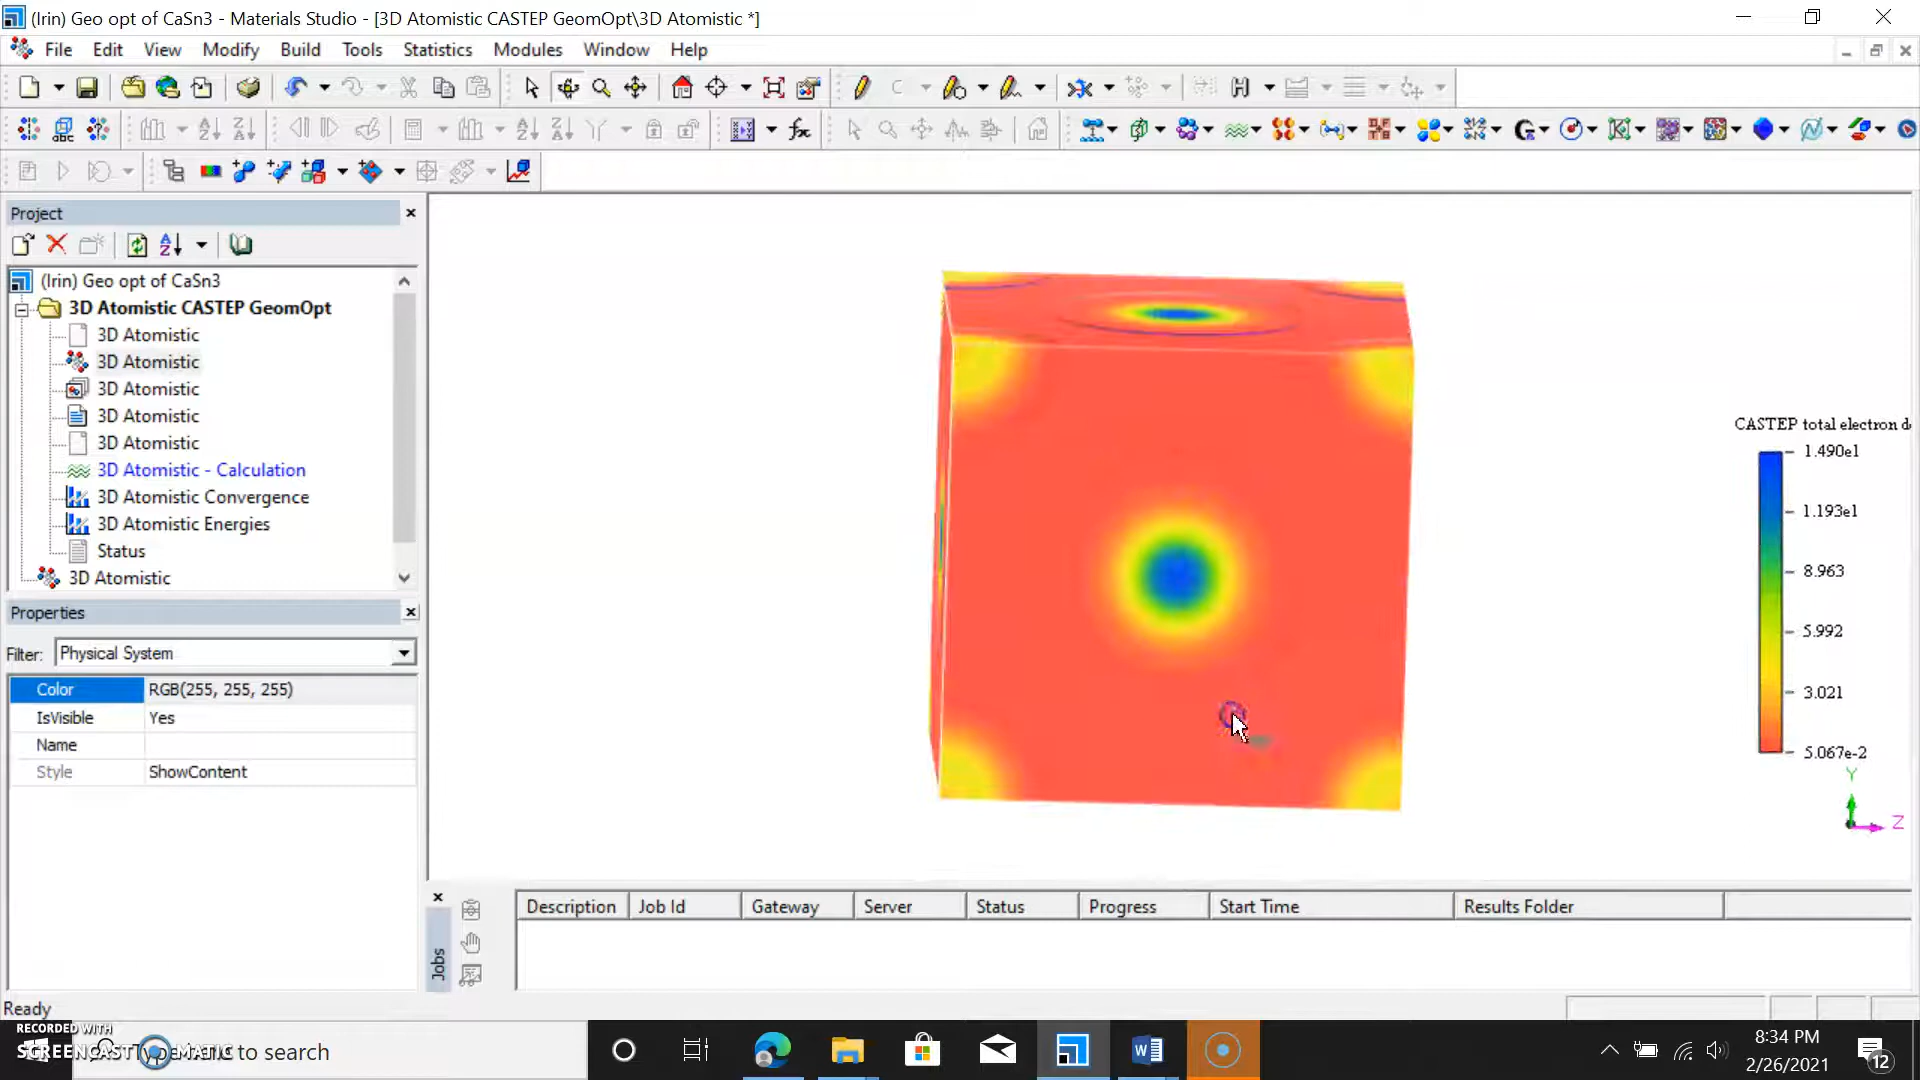 (Irin) Geo opt of CaSn3 - Materials Studio - [3D Atomistic CASTEP GeomOpt\3D Atomistic *]
File Edit View Modify Build Tools Statistics Modules Window Help
Project
(Irin) Geo opt of CaSn3
3D Atomistic CASTEP GeomOpt
3D Atomistic
3D Atomistic
3D Atomistic
3D Atomistic
3D Atomistic
3D Atomistic - Calculation
3D Atomistic Convergence
3D Atomistic Energies
Status
3D Atomistic
Properties
Filter: Physical System
Color RGB(255, 255, 255)
IsVisible Yes
Name
Style ShowContent
CASTEP total electron d
1.490e1
1.193e1
8.963
5.992
3.021
5.067e-2
Y
Z
Jobs
Description Job Id Gateway Server Status Progress Start Time Results Folder
Ready
RECORDED WITH
SCREENCAST MATIC
Type here to search
8:34 PM
2/26/2021
12